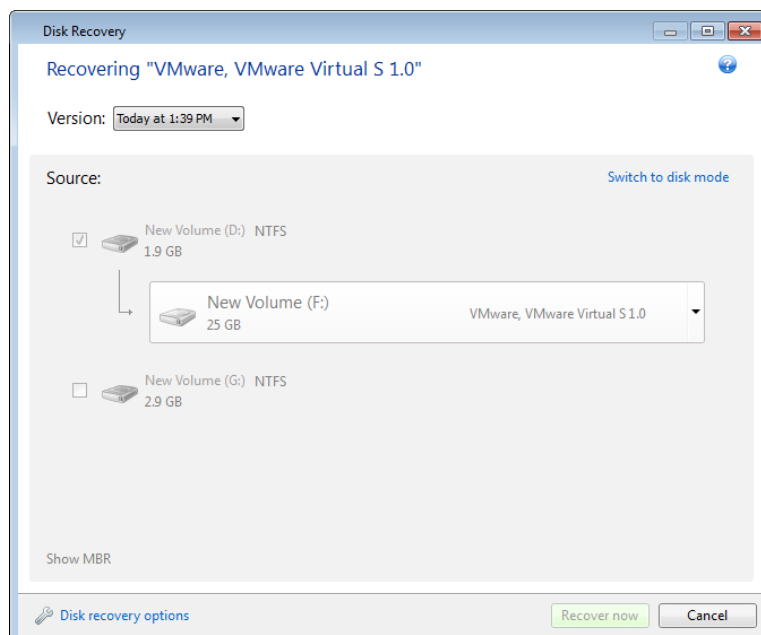 Disk Recovery
Recovering "VMware, VMware Virtual S 1.0"
Version: Today at 1:39 PM
Source:
Switch to disk mode
New Volume (D:) NTFS
1.9 GB
New Volume (F:)
25 GB
VMware, VMware Virtual S 1.0
New Volume (G:) NTFS
2.9 GB
Show MBR
Disk recovery options
Recover now
Cancel